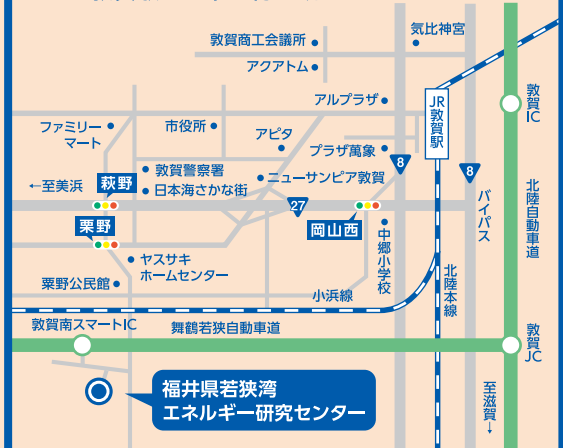 気比神宮
敦賀商工会議所
アクアトム
敦賀
IC
JR
敦賀駅
アルプラザ
ファミリー
マート
市役所
アピタ
プラザ萬象
8
8
敦賀警察署
ニューサンピア敦賀
←至美浜
萩野
日本海さかな街
27
岡山西
バイパス
北陸自動車道
栗野
中郷小学校
ヤスサキ
ホームセンター
粟野公民館
小浜線
北陸本線
敦賀南スマートIC
舞鶴若狭自動車道
敦賀
JC
福井県若狭湾
エネルギー研究センター
至滋賀→